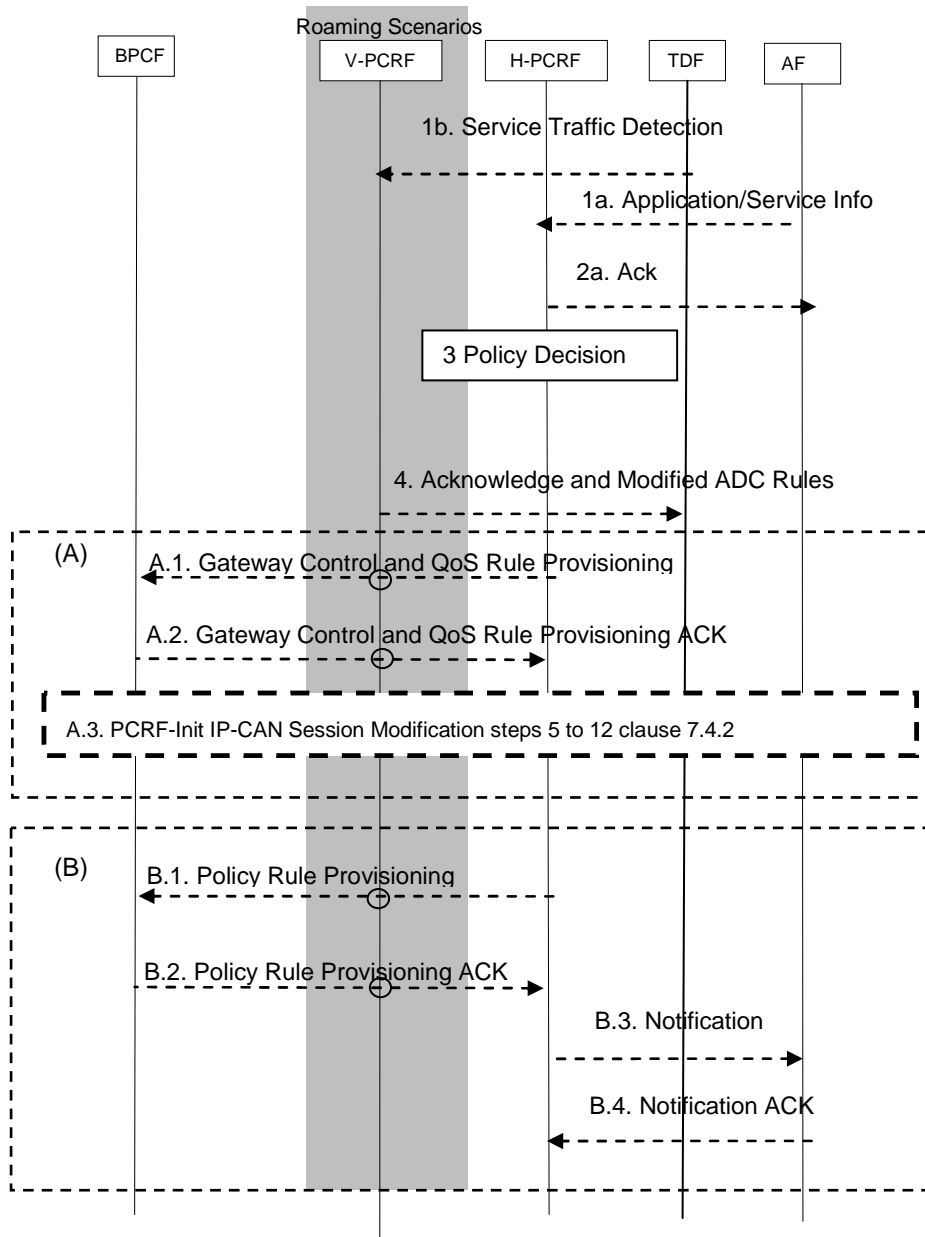 Roaming Scenarios
BPCF
V-PCRF
H-PCRF
TDF
AF
1b. Service Traffic Detection
1a. Application/Service Info
2a. Ack
3 Policy Decision
4. Acknowledge and Modified ADC Rules
(A)
A.1. Gateway Control and QoS Rule Provisioning
A.2. Gateway Control and QoS Rule Provisioning ACK
A.3. PCRF-Init IP-CAN Session Modification steps 5 to 12 clause 7.4.2
(B)
B.1. Policy Rule Provisioning
B.2. Policy Rule Provisioning ACK
B.3. Notification
B.4. Notification ACK